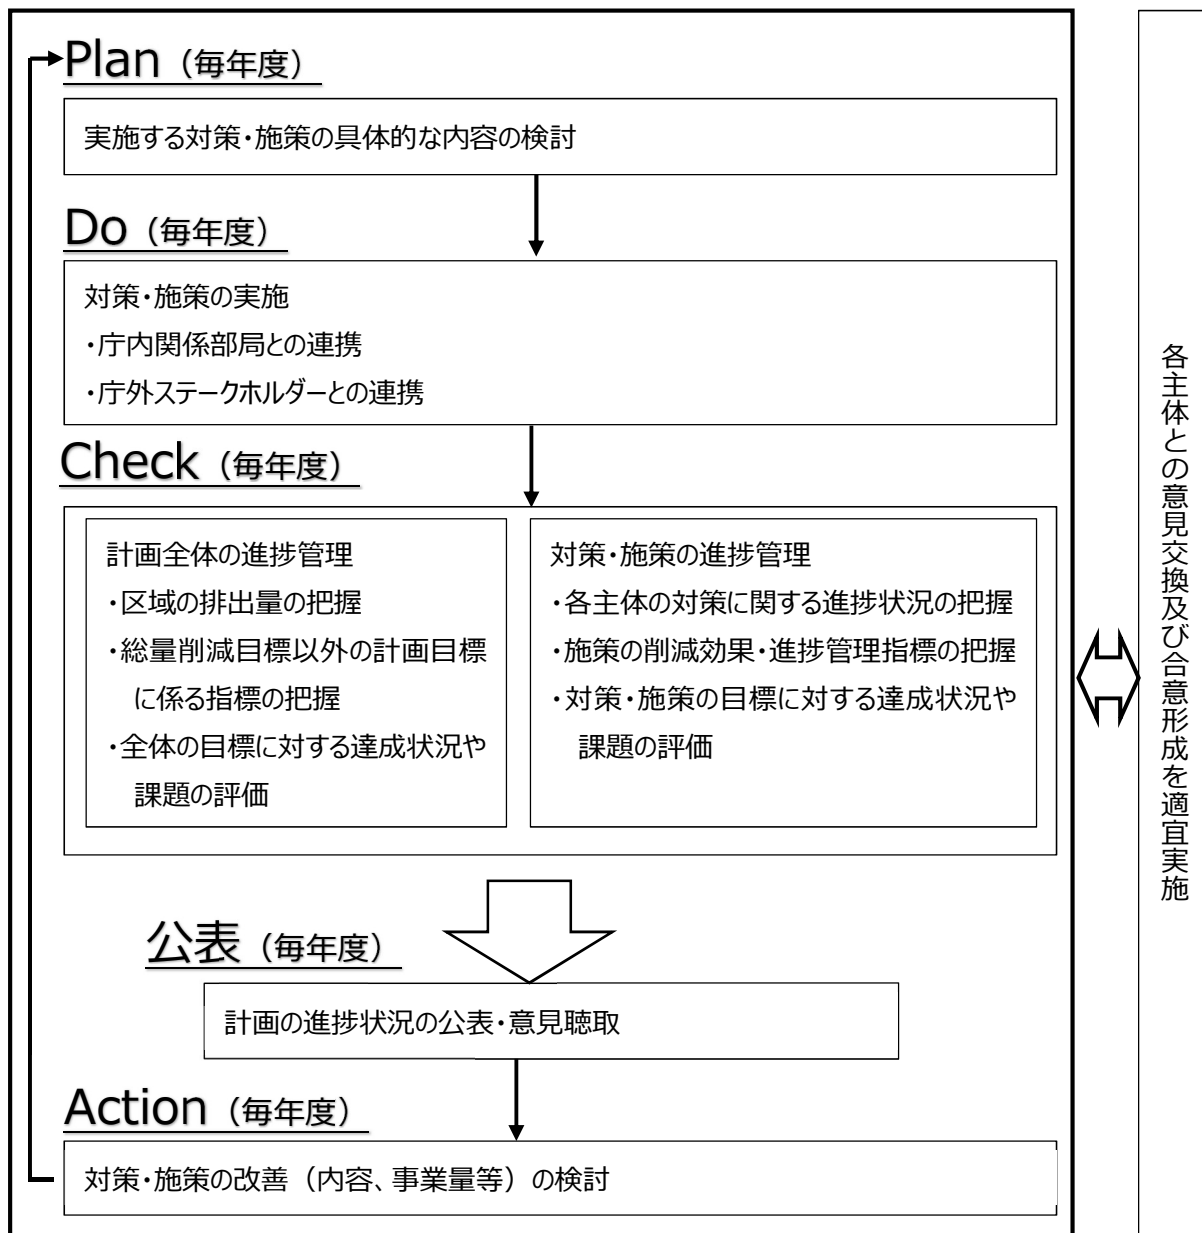 Plan（毎年度）
実施する対策・施策の具体的な内容の検討
Do（毎年度）
対策・施策の実施
・庁内関係部局との連携
・庁外ステークホルダーとの連携
Check（毎年度）
計画全体の進捗管理
・区域の排出量の把握
・総量削減目標以外の計画目標
に係る指標の把握
・全体の目標に対する達成状況や
課題の評価
対策・施策の進捗管理
・各主体の対策に関する進捗状況の把握
・施策の削減効果・進捗管理指標の把握
・対策・施策の目標に対する達成状況や
課題の評価
公表（毎年度）
計画の進捗状況の公表・意見聴取
Action（毎年度）
対策・施策の改善（内容、事業量等）の検討
各主体との意見交換及び合意形成を適宜実施